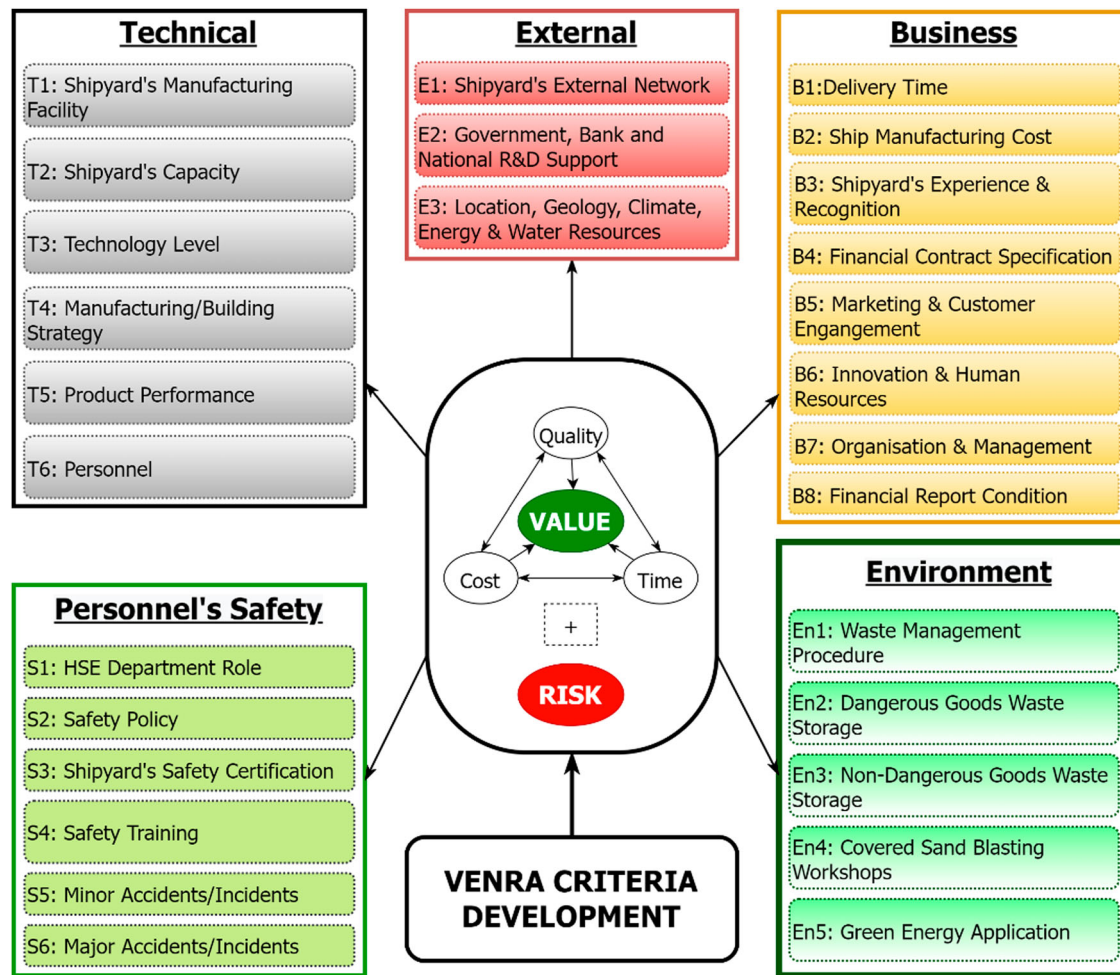 Technical
T1: Shipyard's Manufacturing
Facility
T2: Shipyard's Capacity
T3: Technology Level
T4: Manufacturing/Building
Strategy
T5: Product Performance
T6: Personnel
External
E1: Shipyard's External Network
E2: Government, Bank and
National R&D Support
E3: Location, Geology, Climate,
Energy & Water Resources
Business
B1:Delivery Time
B2: Ship Manufacturing Cost
B3: Shipyard's Experience &
Recognition
B4: Financial Contract Specification
B5: Marketing & Customer
Engangement
B6: Innovation & Human
Resources
B7: Organisation & Management
B8: Financial Report Condition
Quality
VALUE
Cost
Time
+
RISK
Personnel's Safety
S1: HSE Department Role
S2: Safety Policy
S3: Shipyard's Safety Certification
S4: Safety Training
S5: Minor Accidents/Incidents
S6: Major Accidents/Incidents
VENRA CRITERIA
DEVELOPMENT
Environment
En1: Waste Management
Procedure
En2: Dangerous Goods Waste
Storage
En3: Non-Dangerous Goods Waste
Storage
En4: Covered Sand Blasting
Workshops
En5: Green Energy Application